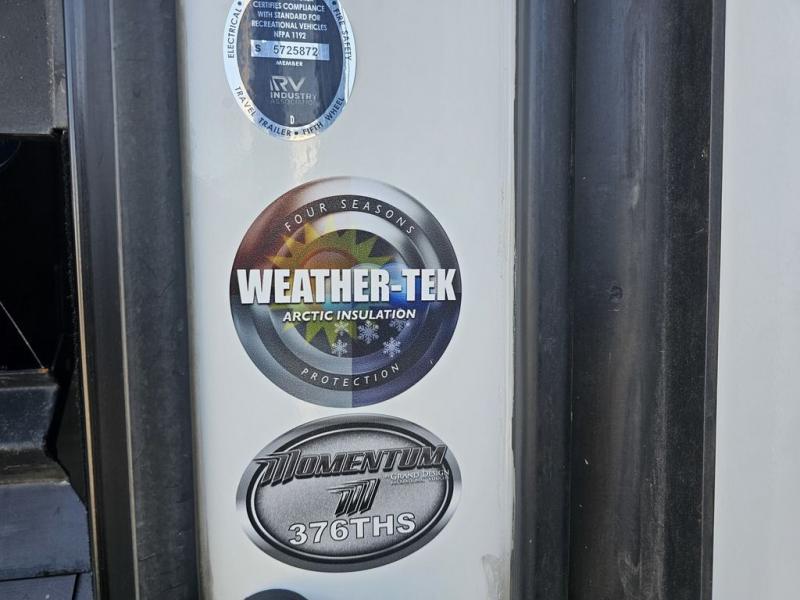 CERTIFIES COMPLIANCE
WITH STANDARD FOR
RECREATIONAL VEHICLES
NFPA 1192
S 5725872
MEMBER
RV
INDUSTRY
ASSOCIATION
D
ELECTRICAL • FIRE SAFETY
TRAVEL TRAILER • FIFTH WHEEL
FOUR SEASONS
WEATHER-TEK
ARCTIC INSULATION
PROTECTION
MOMENTUM
BY GRAND DESIGN
M
376THS